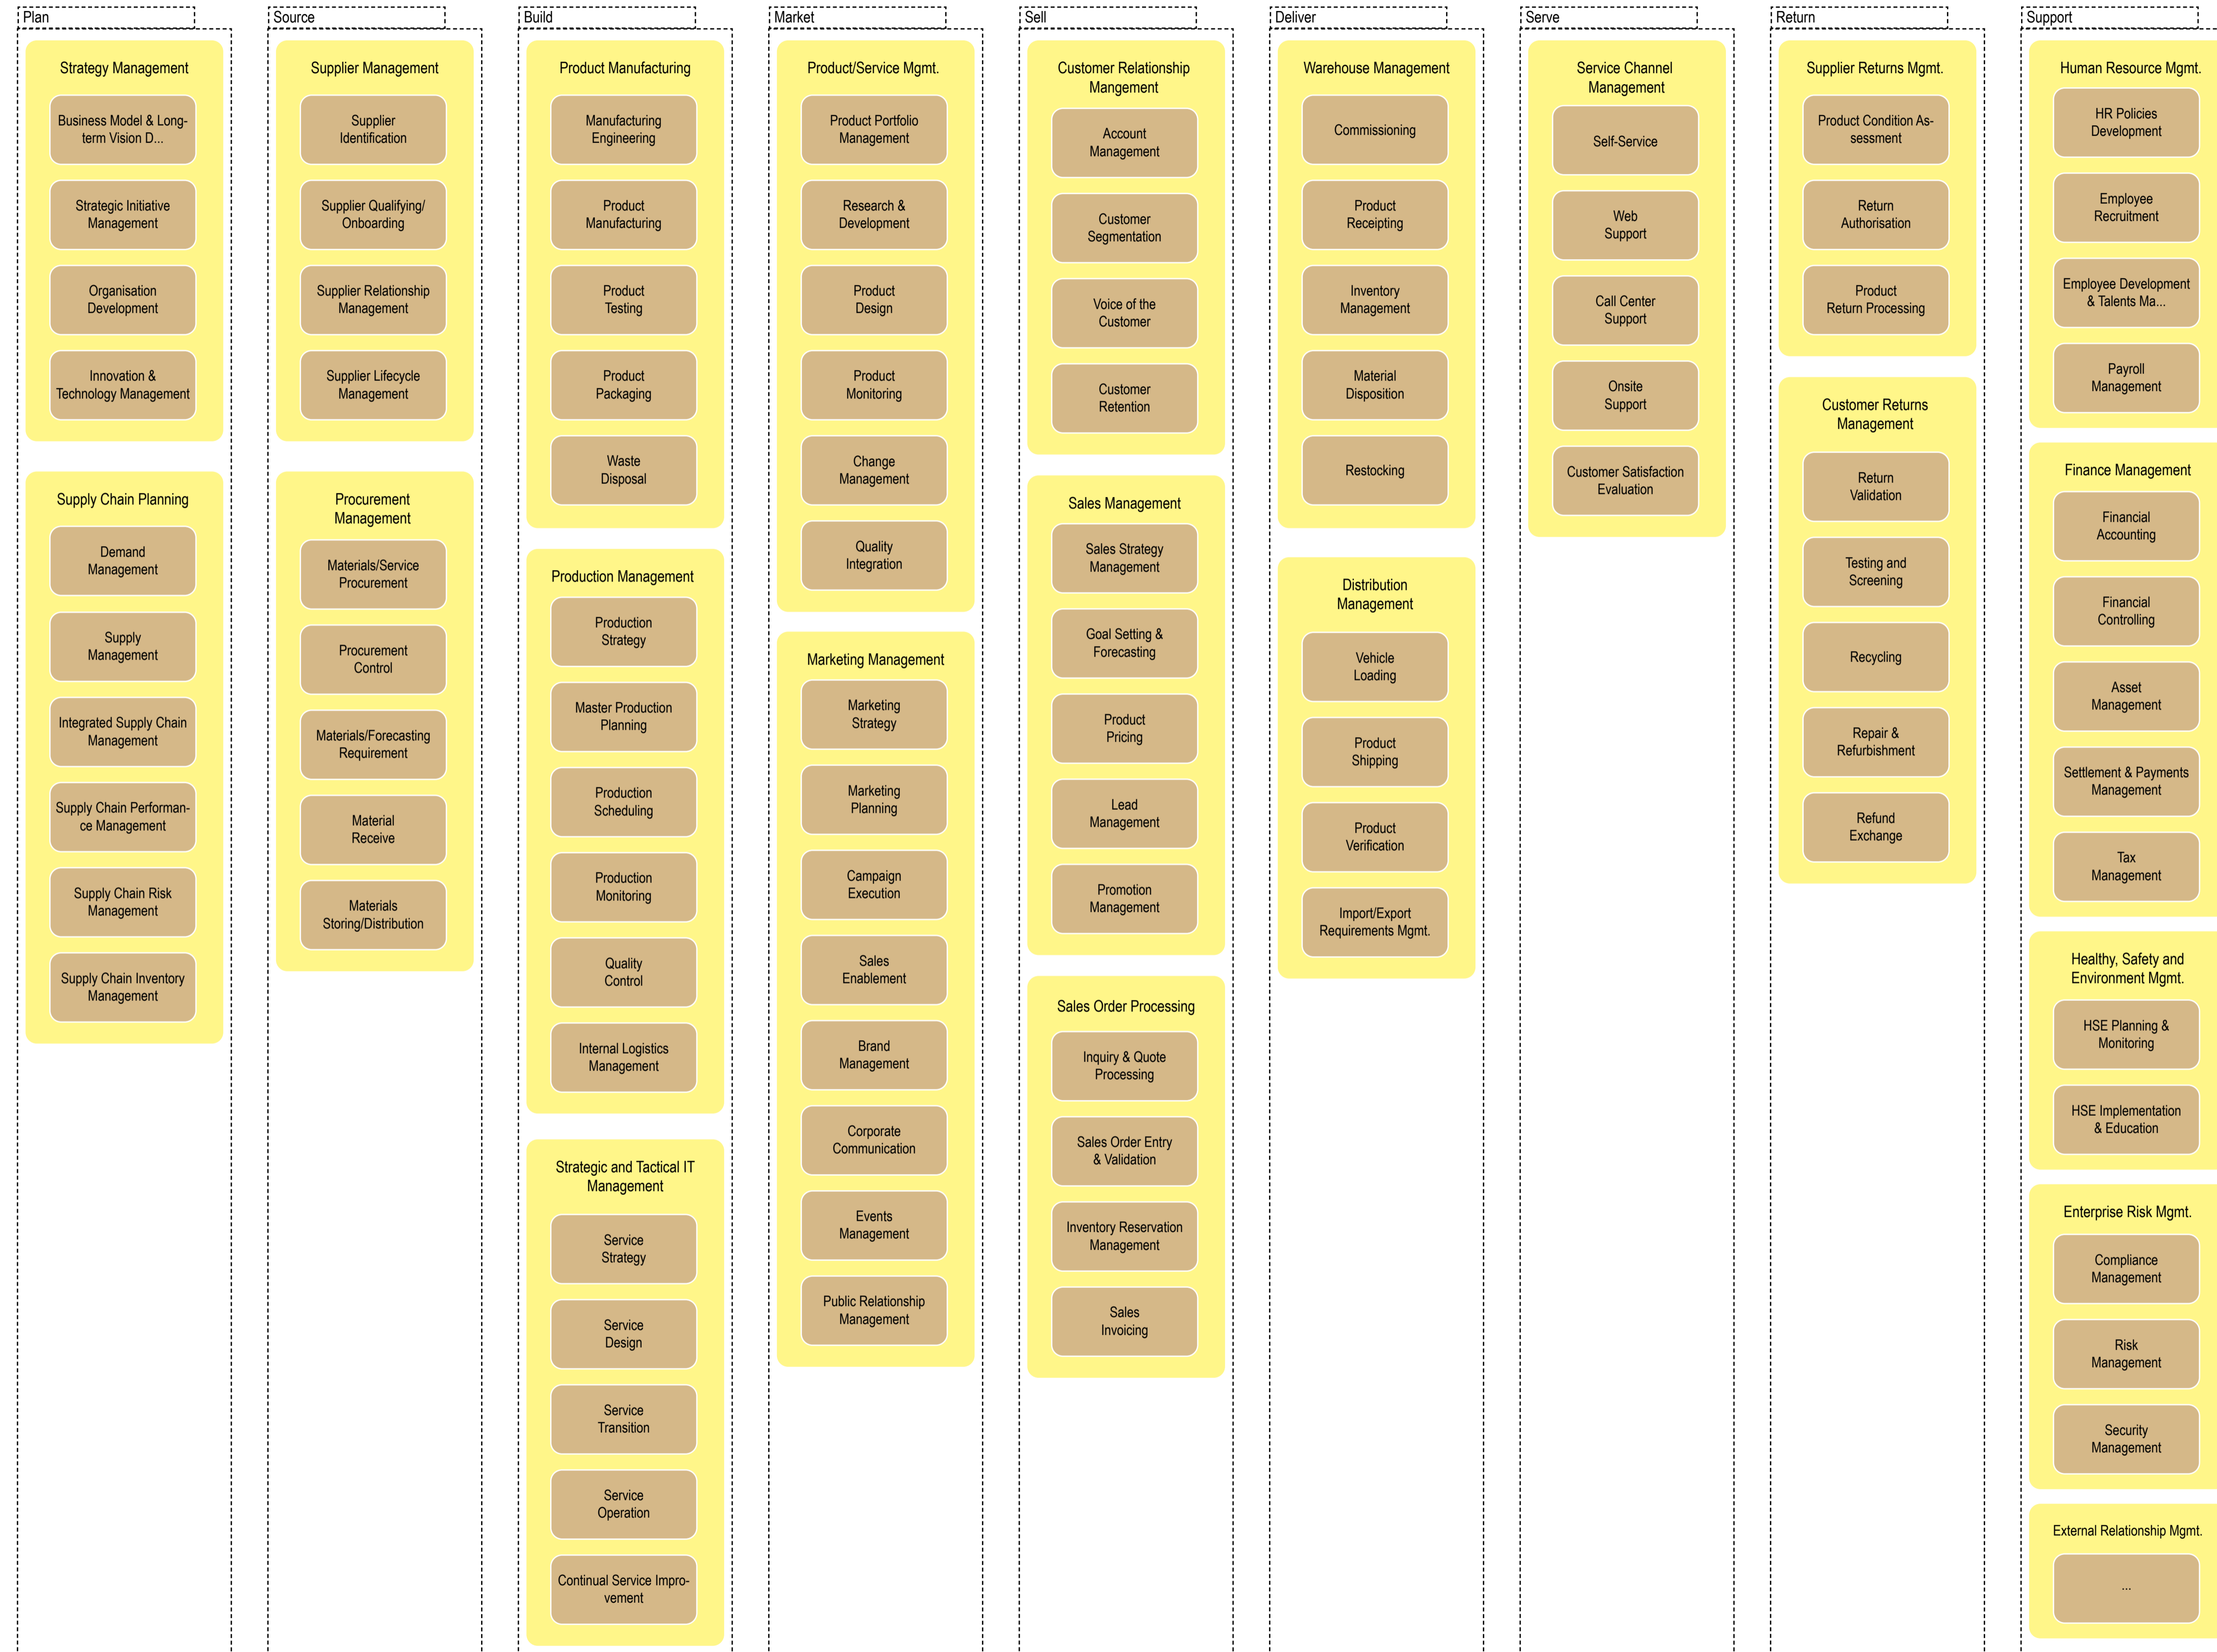 Plan
Strategy Management
Business Model & Long-
term Vision D...
Strategic Initiative
Management
Organisation
Development
Innovation &
Technology Management
Supply Chain Planning
Demand
Management
Supply
Management
Integrated Supply Chain
Management
Supply Chain Performan-
ce Management
Supply Chain Risk
Management
Supply Chain Inventory
Management
Source
Supplier Management
Supplier
Identification
Supplier Qualifying/
Onboarding
Supplier Relationship
Management
Supplier Lifecycle
Management
Procurement
Management
Materials/Service
Procurement
Procurement
Control
Materials/Forecasting
Requirement
Material
Receive
Materials
Storing/Distribution
Build
Product Manufacturing
Manufacturing
Engineering
Product
Manufacturing
Product
Testing
Product
Packaging
Waste
Disposal
Production Management
Production
Strategy
Master Production
Planning
Production
Scheduling
Production
Monitoring
Quality
Control
Internal Logistics
Management
Strategic and Tactical IT
Management
Service
Strategy
Service
Design
Service
Transition
Service
Operation
Continual Service Impro-
vement
Market
Product/Service Mgmt.
Product Portfolio
Management
Research &
Development
Product
Design
Product
Monitoring
Change
Management
Quality
Integration
Marketing Management
Marketing
Strategy
Marketing
Planning
Campaign
Execution
Sales
Enablement
Brand
Management
Corporate
Communication
Events
Management
Public Relationship
Management
Sell
Customer Relationship
Mangement
Account
Management
Customer
Segmentation
Voice of the
Customer
Customer
Retention
Sales Management
Sales Strategy
Management
Goal Setting &
Forecasting
Product
Pricing
Lead
Management
Promotion
Management
Sales Order Processing
Inquiry & Quote
Processing
Sales Order Entry
& Validation
Inventory Reservation
Management
Sales
Invoicing
Deliver
Warehouse Management
Commissioning
Product
Receipting
Inventory
Management
Material
Disposition
Restocking
Distribution
Management
Vehicle
Loading
Product
Shipping
Product
Verification
Import/Export
Requirements Mgmt.
Serve
Service Channel
Management
Self-Service
Web
Support
Call Center
Support
Onsite
Support
Customer Satisfaction
Evaluation
Return
Supplier Returns Mgmt.
Product Condition As-
sessment
Return
Authorisation
Product
Return Processing
Customer Returns
Management
Return
Validation
Testing and
Screening
Recycling
Repair &
Refurbishment
Refund
Exchange
Support
Human Resource Mgmt.
HR Policies
Development
Employee
Recruitment
Employee Development
& Talents Ma...
Payroll
Management
Finance Management
Financial
Accounting
Financial
Controlling
Asset
Management
Settlement & Payments
Management
Tax
Management
Healthy, Safety and
Environment Mgmt.
HSE Planning &
Monitoring
HSE Implementation
& Education
Enterprise Risk Mgmt.
Compliance
Management
Risk
Management
Security
Management
External Relationship Mgmt.
...